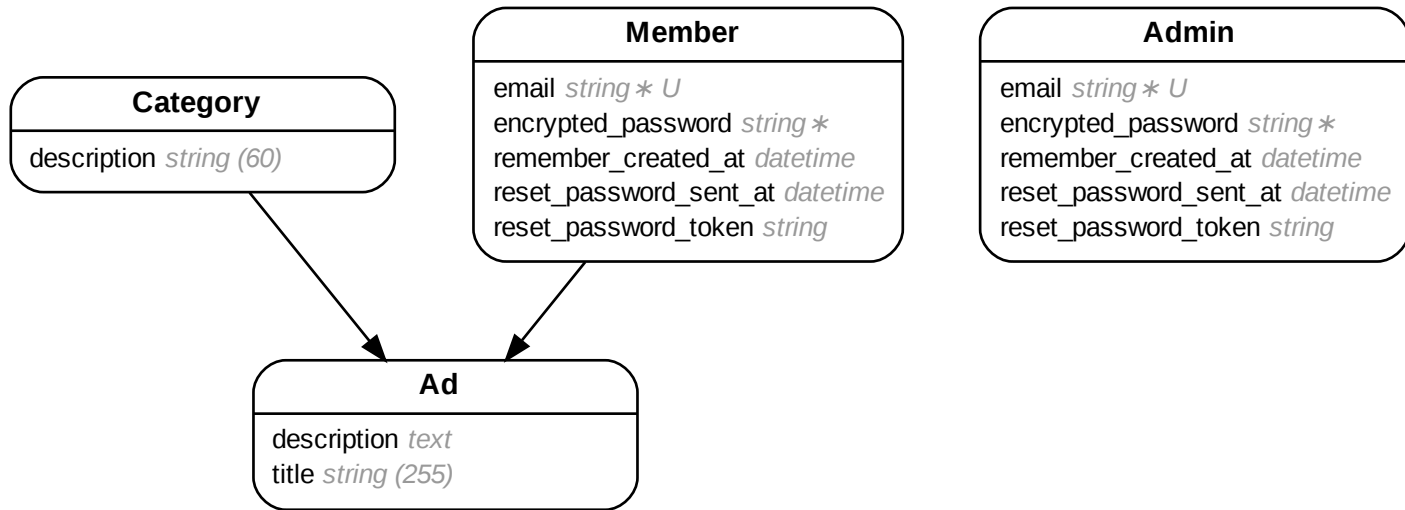 Category
description string (60)
Member
email string∗ U
encrypted_password string∗
remember_created_at datetime
reset_password_sent_at datetime
reset_password_token string
Admin
email string∗ U
encrypted_password string∗
remember_created_at datetime
reset_password_sent_at datetime
reset_password_token string
Ad
description text
title string (255)